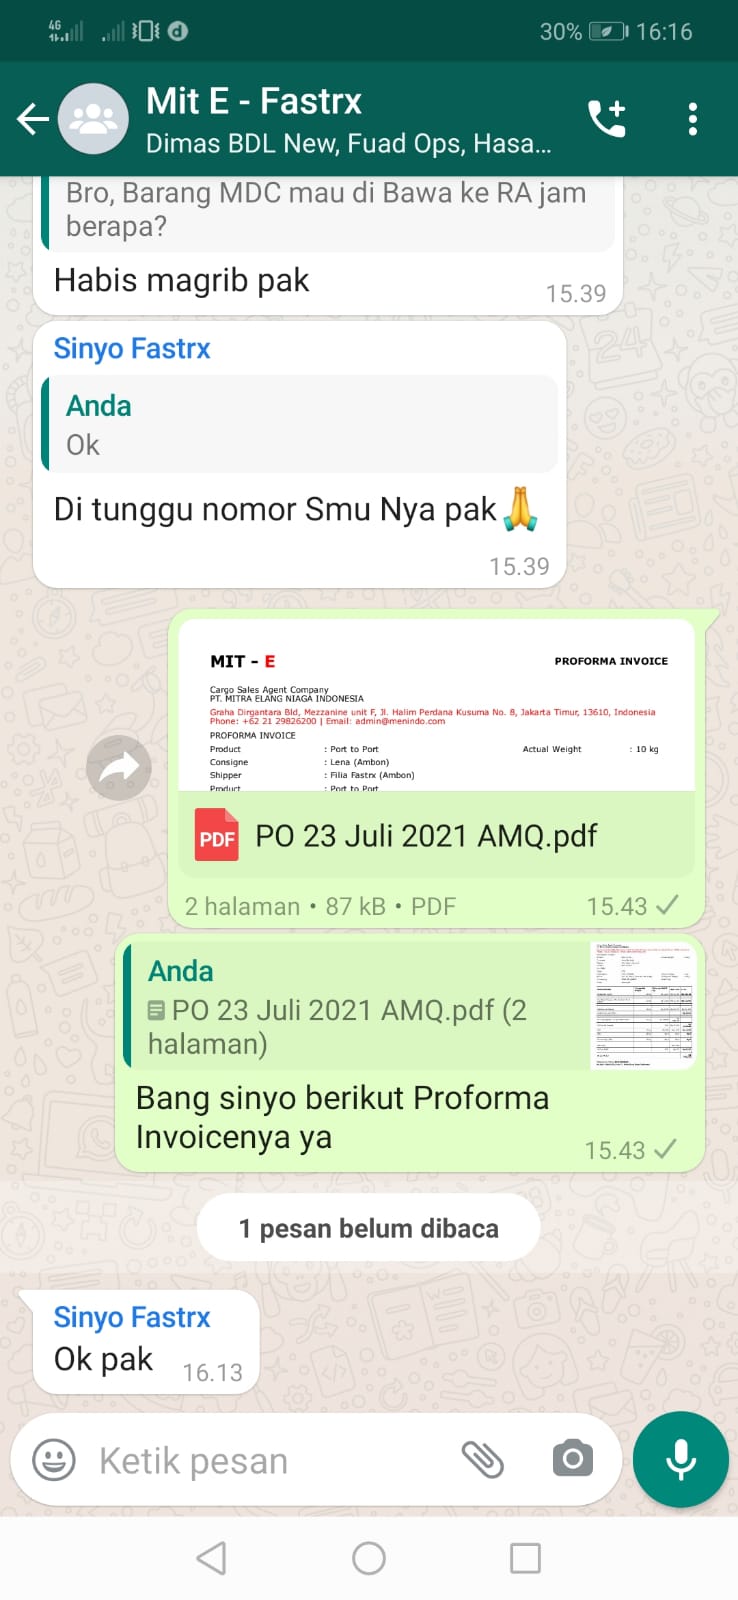 4G
30%
16:16
Mit E - Fastrx
Dimas BDL New, Fuad Ops, Hasa...
Bro, Barang MDC mau di Bawa ke RA jam
berapa?
Habis magrib pak
15.39
Sinyo Fastrx
Anda
Ok
Di tunggu nomor Smu Nya pak🙏
15.39
MIT - E
PROFORMA INVOICE
Cargo Sales Agent Company
PT. MITRA ELANG NIAGA INDONESIA
Graha Dirgantara Bld, Mezzanine unit F, Jl. Halim Perdana Kusuma No. 8, Jakarta Timur, 13610, Indonesia
Phone: +62 21 29826200 | Email: admin@menindo.com
PROFORMA INVOICE
Product : Port to Port Actual Weight : 10 kg
Consigne : Lena (Ambon)
Shipper : Filia Fastrx (Ambon)
Product : Port to Port
PDF
PO 23 Juli 2021 AMQ.pdf
2 halaman • 87 kB • PDF
15.43
Anda
PO 23 Juli 2021 AMQ.pdf (2
halaman)
Bang sinyo berikut Proforma
Invoicenya ya
15.43
1 pesan belum dibaca
Sinyo Fastrx
Ok pak
16.13
Ketik pesan